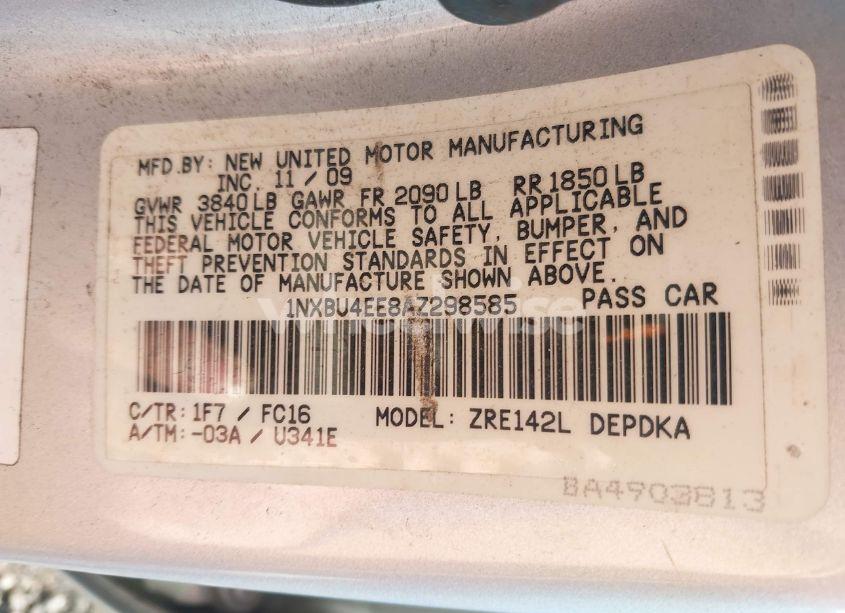 MFD.BY: NEW UNITED MOTOR MANUFACTURING
INC. 11 / 09
GVWR 3840 LB GAWR FR 2090 LB RR 1850 LB
THIS VEHICLE CONFORMS TO ALL APPLICABLE
FEDERAL MOTOR VEHICLE SAFETY, BUMPER, AND
THEFT PREVENTION STANDARDS IN EFFECT ON
THE DATE OF MANUFACTURE SHOWN ABOVE.
1NXBU4EE8AZ298585 PASS CAR
C/TR: 1F7 / FC16 MODEL: ZRE142L DEPDKA
A/TM: -03A / U341E
BA4903813